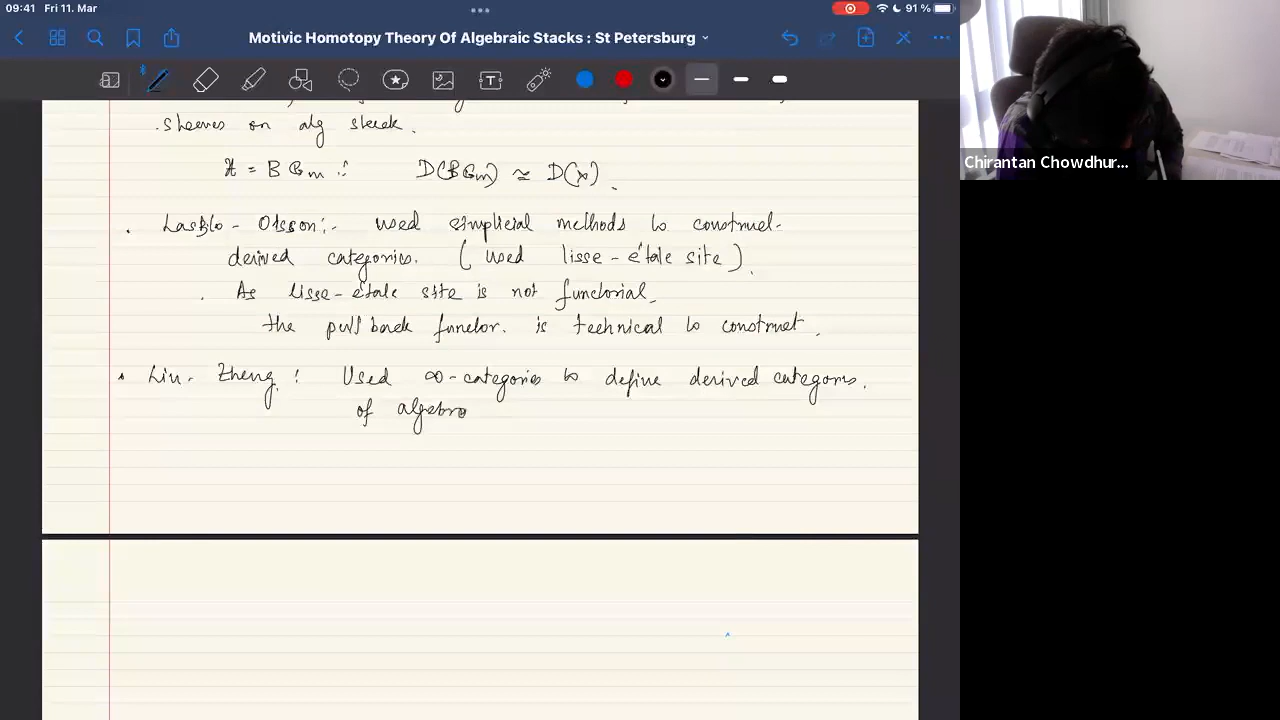 09:41 Fri 11. Mar
91 %
Motivic Homotopy Theory Of Algebraic Stacks : St Petersburg
T
Chirantan Chowdhur...
. Sheeves on alg stack.
X = B Gm : D(BGm) ≃ D(*).
. Laszlo - Olsson :- used simplicial methods to construct
derived categories. ( used lisse - étale site ).
. As lisse - étale site is not functorial,
the pull back functor. is technical to construct.
• Liu - Zheng : Used ∞-categories to define derived categories.
of algebra